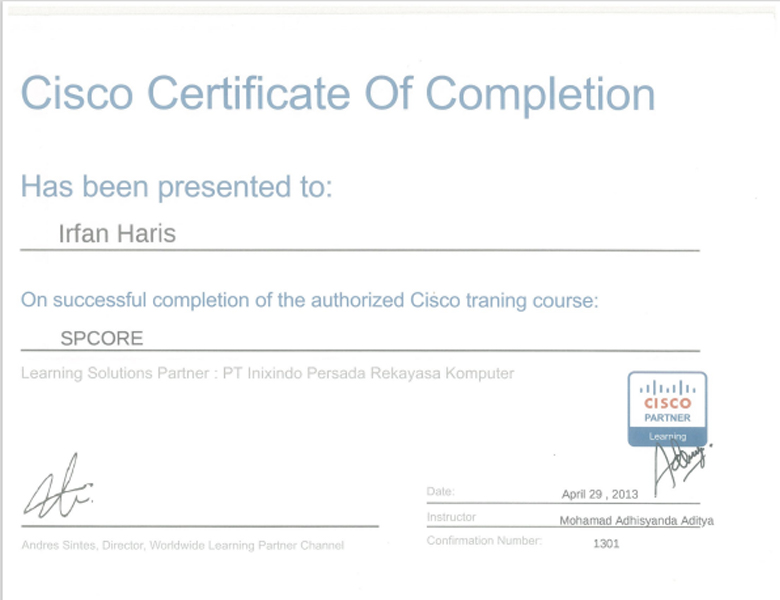 Cisco Certificate Of Completion
Has been presented to:
Irfan Haris
On successful completion of the authorized Cisco traning course:
SPCORE
Learning Solutions Partner : PT Inixindo Persada Rekayasa Komputer
CISCO
PARTNER
Learning
Date: April 29 , 2013
Instructor Mohamad Adhisyanda Aditya
Andres Sintes, Director, Worldwide Learning Partner Channel
Confirmation Number: 1301